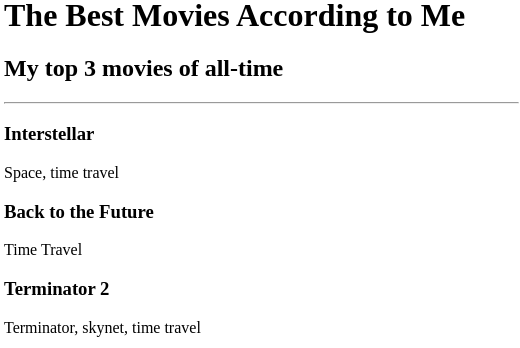 The Best Movies According to Me
My top 3 movies of all-time
Interstellar
Space, time travel
Back to the Future
Time Travel
Terminator 2
Terminator, skynet, time travel